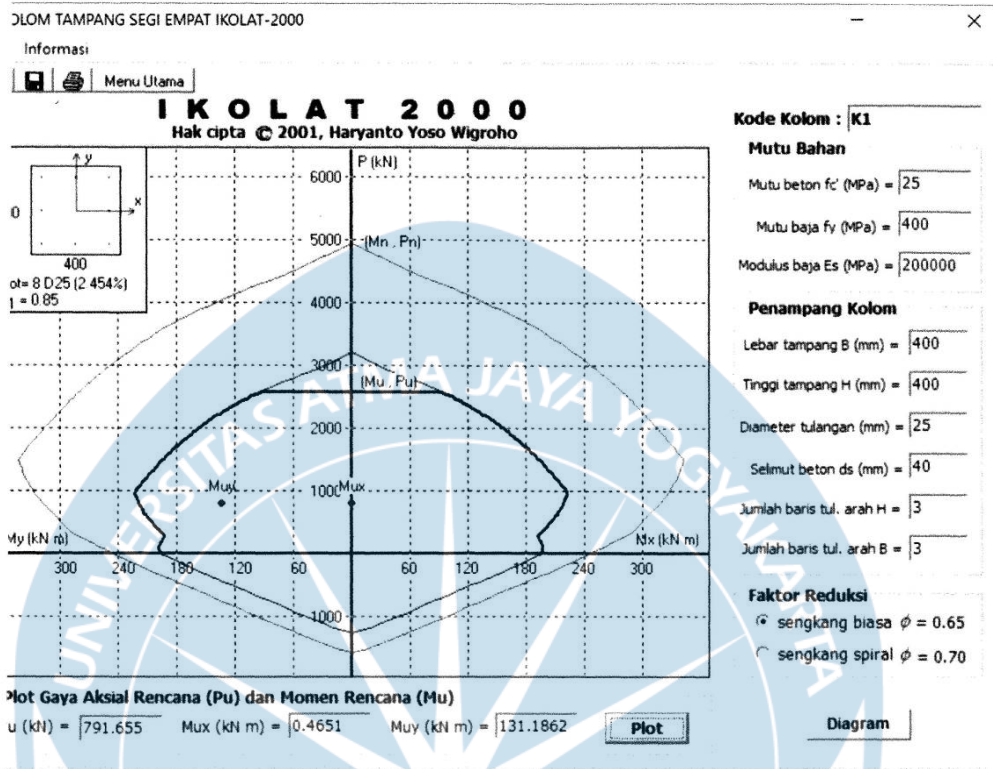 OLOM TAMPANG SEGI EMPAT IKOLAT-2000
Informasi
Menu Utama
IKOLAT 2000
Hak cipta © 2001, Haryanto Yoso Wigroho
y
x
0
400
ot= 8 D25 (2.454%)
1 = 0.85
P (kN)
6000
5000
(Mn , Pn)
4000
3000
(Mu , Pu)
2000
1000
Muy
Mux
My (kN m)
Mx (kN m)
300 240 180 120 60 60 120 180 240 300
1000
UNIVERSITAS ATMA JAYA YOGYAKARTA
Kode Kolom : K1
Mutu Bahan
Mutu beton fc' (MPa) = 25
Mutu baja fy (MPa) = 400
Modulus baja Es (MPa) = 200000
Penampang Kolom
Lebar tampang B (mm) = 400
Tinggi tampang H (mm) = 400
Diameter tulangan (mm) = 25
Selimut beton ds (mm) = 40
Jumlah baris tul. arah H = 3
Jumlah baris tul. arah B = 3
Faktor Reduksi
sengkang biasa ϕ = 0.65
sengkang spiral ϕ = 0.70
Plot Gaya Aksial Rencana (Pu) dan Momen Rencana (Mu)
u (kN) = 791.655 Mux (kN m) = 0.4651 Muy (kN m) = 131.1862 Plot
Diagram